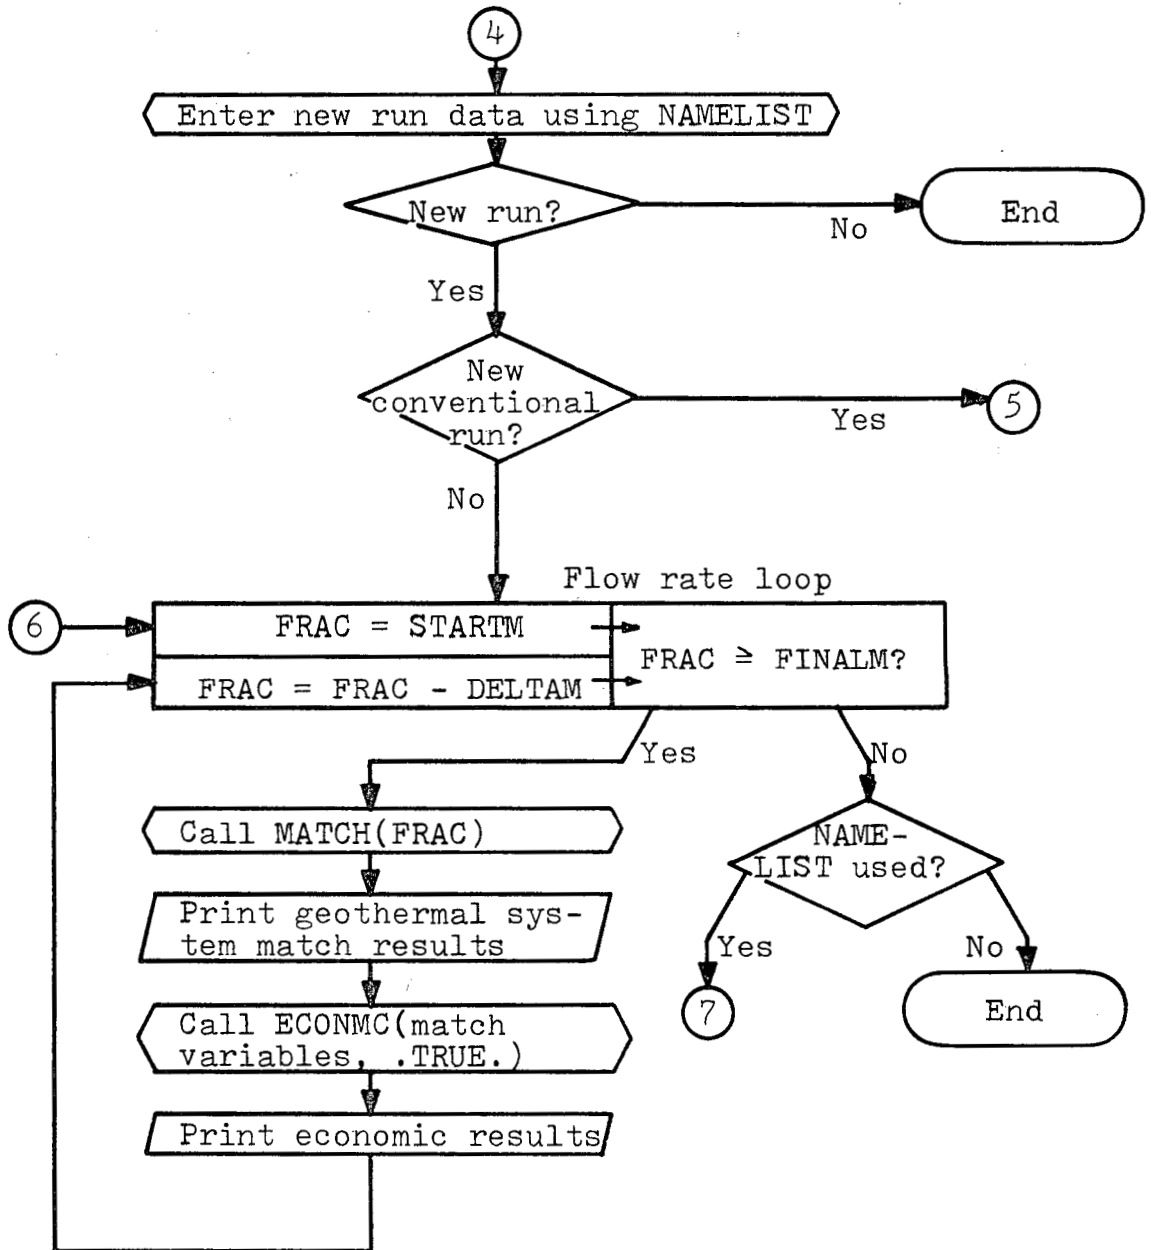 4
Enter new run data using NAMELIST
New run?
No
End
Yes
New
conventional
run?
Yes
5
No
Flow rate loop
6
FRAC = STARTM
FRAC ≥ FINALM?
FRAC = FRAC - DELTAM
Yes
No
Call MATCH(FRAC)
NAME-
LIST used?
Print geothermal sys-
tem match results
Yes
No
7
End
Call ECONMC(match
variables, .TRUE.)
Print economic results